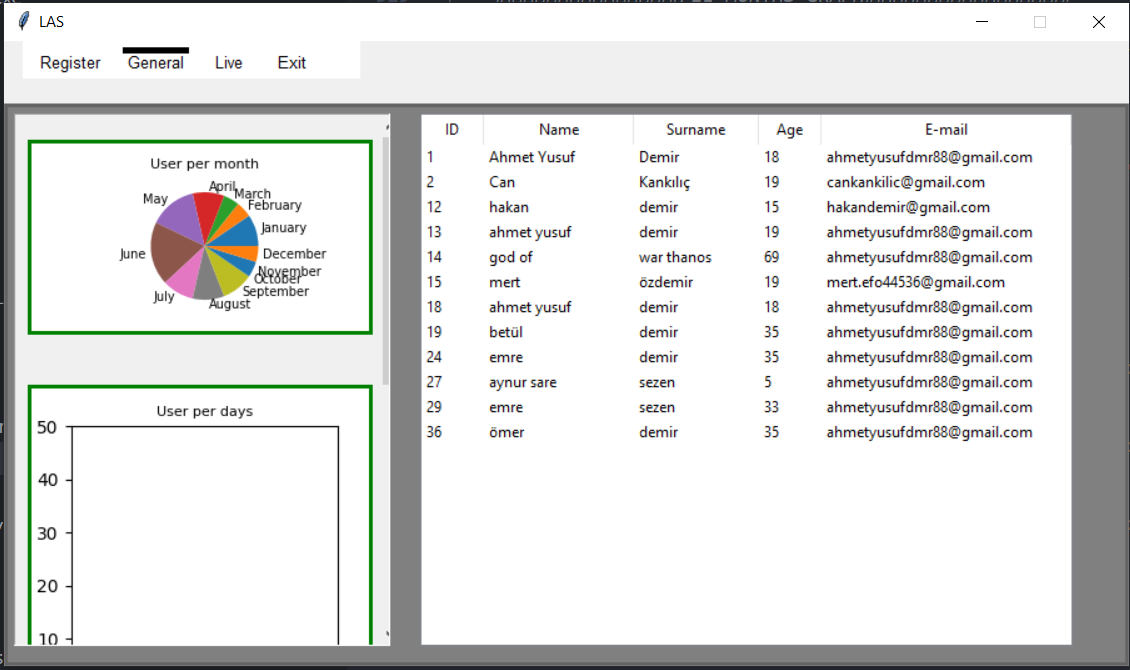 LAS
Register General Live Exit
User per month
April
March
May
February
January
June
December
November
October
September
July
August
User per days
50
40
30
20
10
ID Name Surname Age E-mail
1 Ahmet Yusuf Demir 18 ahmetyusufdmr88@gmail.com
2 Can Kankılıç 19 cankankilic@gmail.com
12 hakan demir 15 hakandemir@gmail.com
13 ahmet yusuf demir 19 ahmetyusufdmr88@gmail.com
14 god of war thanos 69 ahmetyusufdmr88@gmail.com
15 mert özdemir 19 mert.efo44536@gmail.com
18 ahmet yusuf demir 18 ahmetyusufdmr88@gmail.com
19 betül demir 35 ahmetyusufdmr88@gmail.com
24 emre demir 35 ahmetyusufdmr88@gmail.com
27 aynur sare sezen 5 ahmetyusufdmr88@gmail.com
29 emre sezen 33 ahmetyusufdmr88@gmail.com
36 ömer demir 35 ahmetyusufdmr88@gmail.com